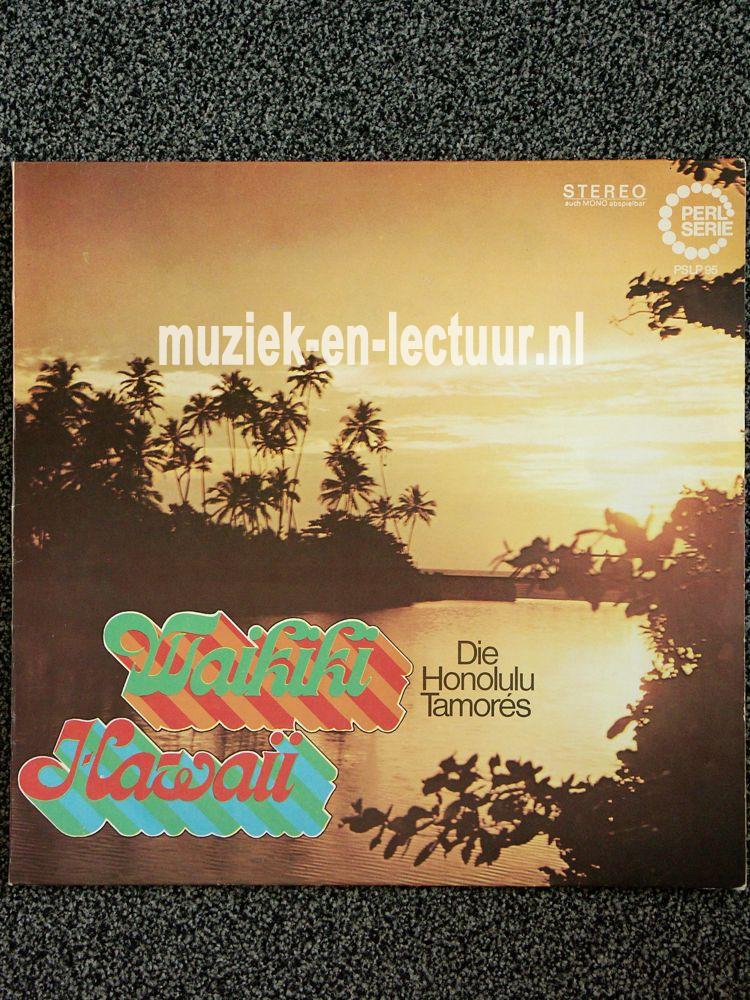 STEREO
auch MONO abspielbar
PERL
SERIE
PSLP 95
muziek-en-lectuur.nl
Waikiki
Hawaii
Die
Honolulu
Tamorés